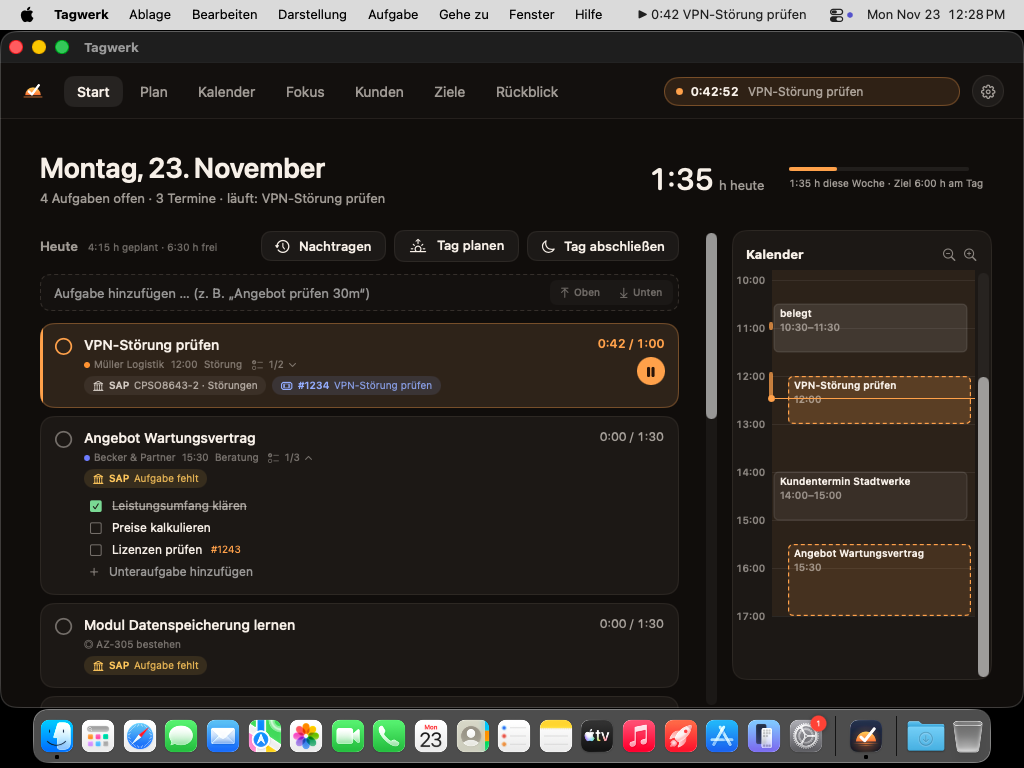 Tagwerk Ablage Bearbeiten Darstellung Aufgabe Gehe zu Fenster Hilfe 0:42 VPN-Störung prüfen Mon Nov 23 12:28 PM
Tagwerk
Start Plan Kalender Fokus Kunden Ziele Rückblick 0:42:52 VPN-Störung prüfen
Montag, 23. November
4 Aufgaben offen · 3 Termine · läuft: VPN-Störung prüfen
1:35 h heute
1:35 h diese Woche · Ziel 6:00 h am Tag
Heute 4:15 h geplant · 6:30 h frei
Nachtragen
Tag planen
Tag abschließen
Aufgabe hinzufügen … (z. B. „Angebot prüfen 30m“) Oben Unten
VPN-Störung prüfen 0:42 / 1:00
Müller Logistik 12:00 Störung 1/2
SAP CPSO8643-2 · Störungen #1234 VPN-Störung prüfen
Angebot Wartungsvertrag 0:00 / 1:30
Becker & Partner 15:30 Beratung 1/3
SAP Aufgabe fehlt
Leistungsumfang klären
Preise kalkulieren
Lizenzen prüfen #1243
+ Unteraufgabe hinzufügen
Modul Datenspeicherung lernen 0:00 / 1:30
AZ-305 bestehen
SAP Aufgabe fehlt
Kalender
10:00
belegt
10:30–11:30
11:00
12:00
VPN-Störung prüfen
12:00
13:00
14:00
Kundentermin Stadtwerke
14:00–15:00
15:00
Angebot Wartungsvertrag
15:30
16:00
17:00
Mon
23
tv
1